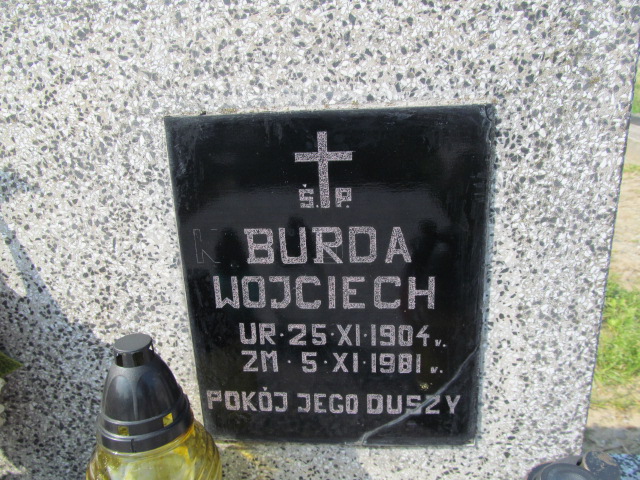 Ś.P.
BURDA
WOJCIECH
UR·25·XI·1904 r.
ZM·5·XI·1981 r.
POKÓJ JEGO DUSZY